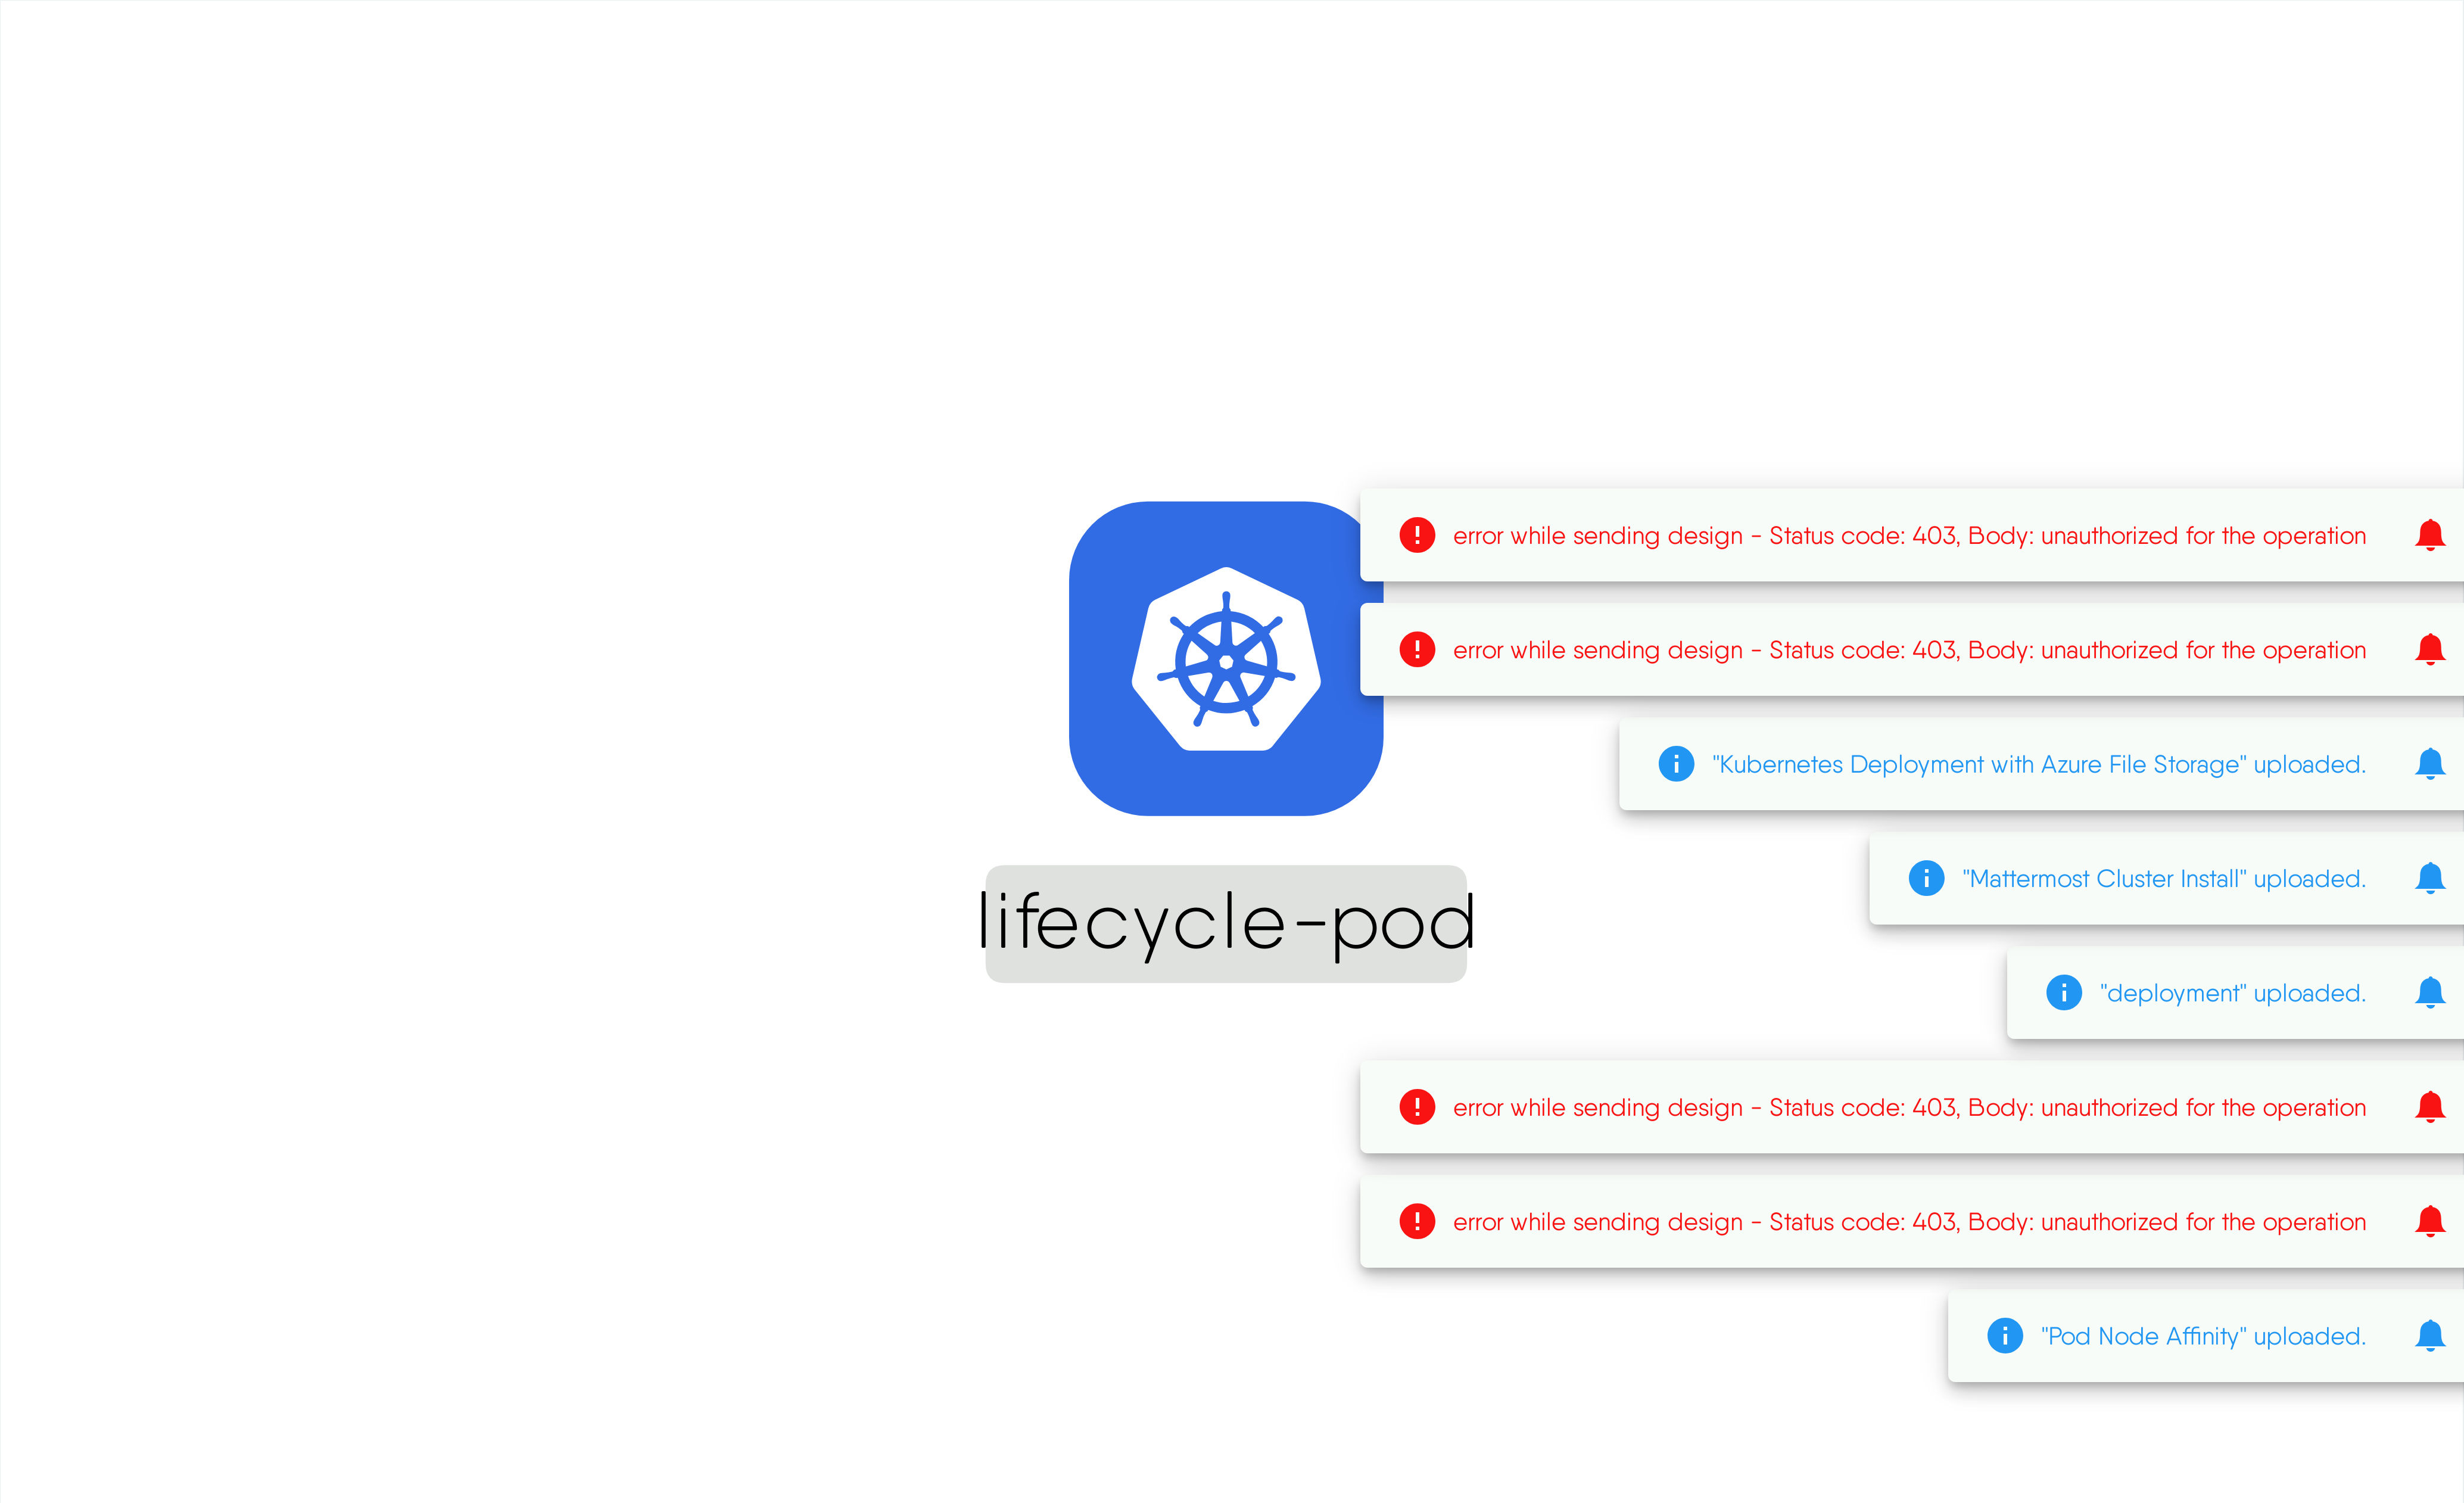 error while sending design - Status code: 403, Body: unauthorized for the operation
error while sending design - Status code: 403, Body: unauthorized for the operation
"Kubernetes Deployment with Azure File Storage" uploaded.
"Mattermost Cluster Install" uploaded.
lifecycle-pod
"deployment" uploaded.
error while sending design - Status code: 403, Body: unauthorized for the operation
error while sending design - Status code: 403, Body: unauthorized for the operation
"Pod Node Affinity" uploaded.